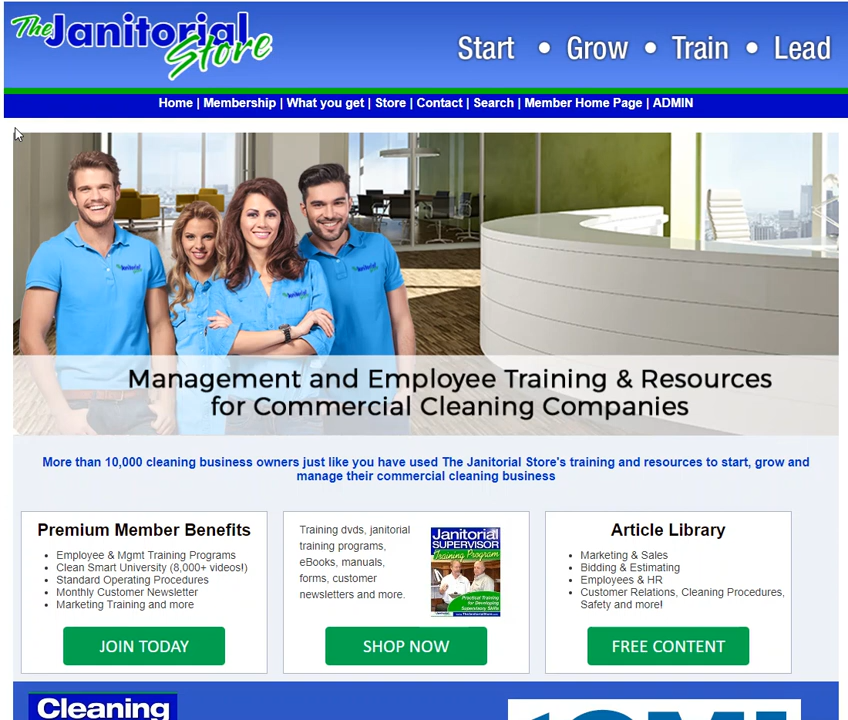 The Janitorial Store
Start • Grow • Train • Lead
Home | Membership | What you get | Store | Contact | Search | Member Home Page | ADMIN
Management and Employee Training & Resources
for Commercial Cleaning Companies
More than 10,000 cleaning business owners just like you have used The Janitorial Store's training and resources to start, grow and
manage their commercial cleaning business
Premium Member Benefits
• Employee & Mgmt Training Programs
• Clean Smart University (8,000+ videos!)
• Standard Operating Procedures
• Monthly Customer Newsletter
• Marketing Training and more
JOIN TODAY
Training dvds, janitorial
training programs,
eBooks, manuals,
forms, customer
newsletters and more.
Janitorial
SUPERVISOR
Training Program
Practical Training
for Developing
Supervisory Skills
SHOP NOW
Article Library
• Marketing & Sales
• Bidding & Estimating
• Employees & HR
• Customer Relations, Cleaning Procedures,
Safety and more!
FREE CONTENT
Cleaning